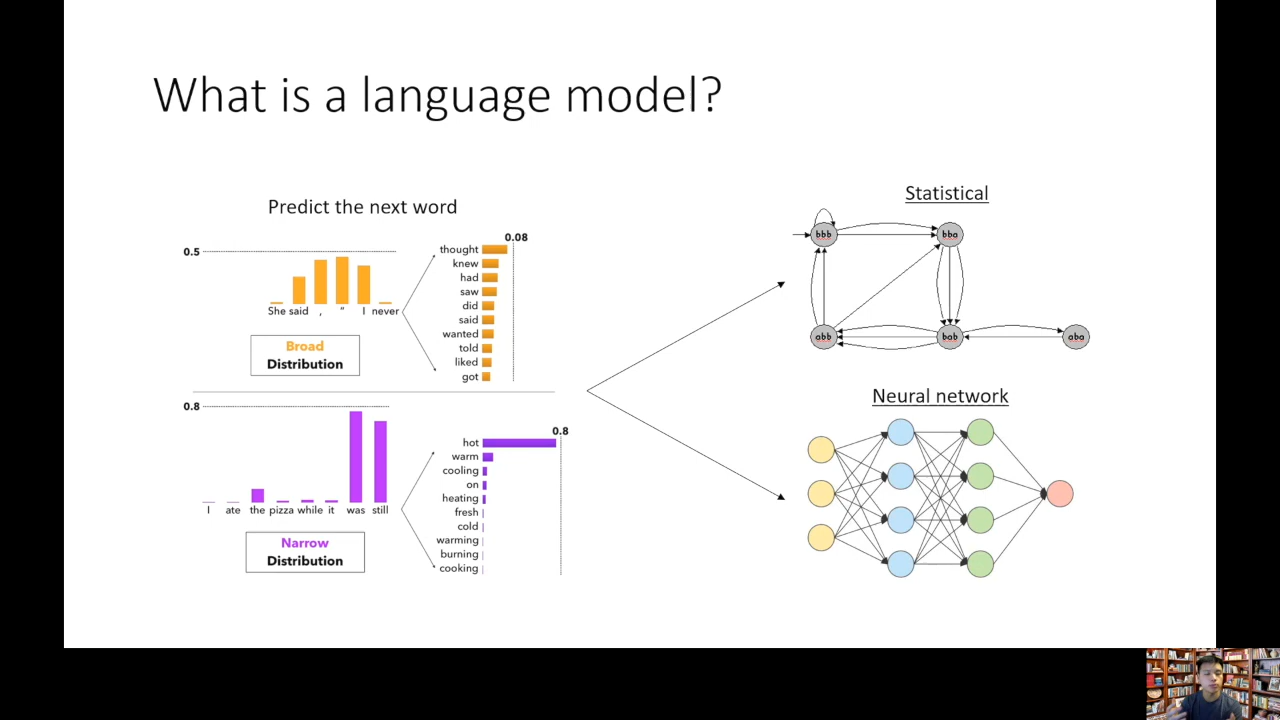 What is a language model?
Predict the next word
0.5
0.08
She said , " I never
thought
knew
had
saw
did
said
wanted
told
liked
got
Broad
Distribution
0.8
0.8
I ate the pizza while it was still
hot
warm
cooling
on
heating
fresh
cold
warming
burning
cooking
Narrow
Distribution
Statistical
bbb
bba
abb
bab
aba
Neural network